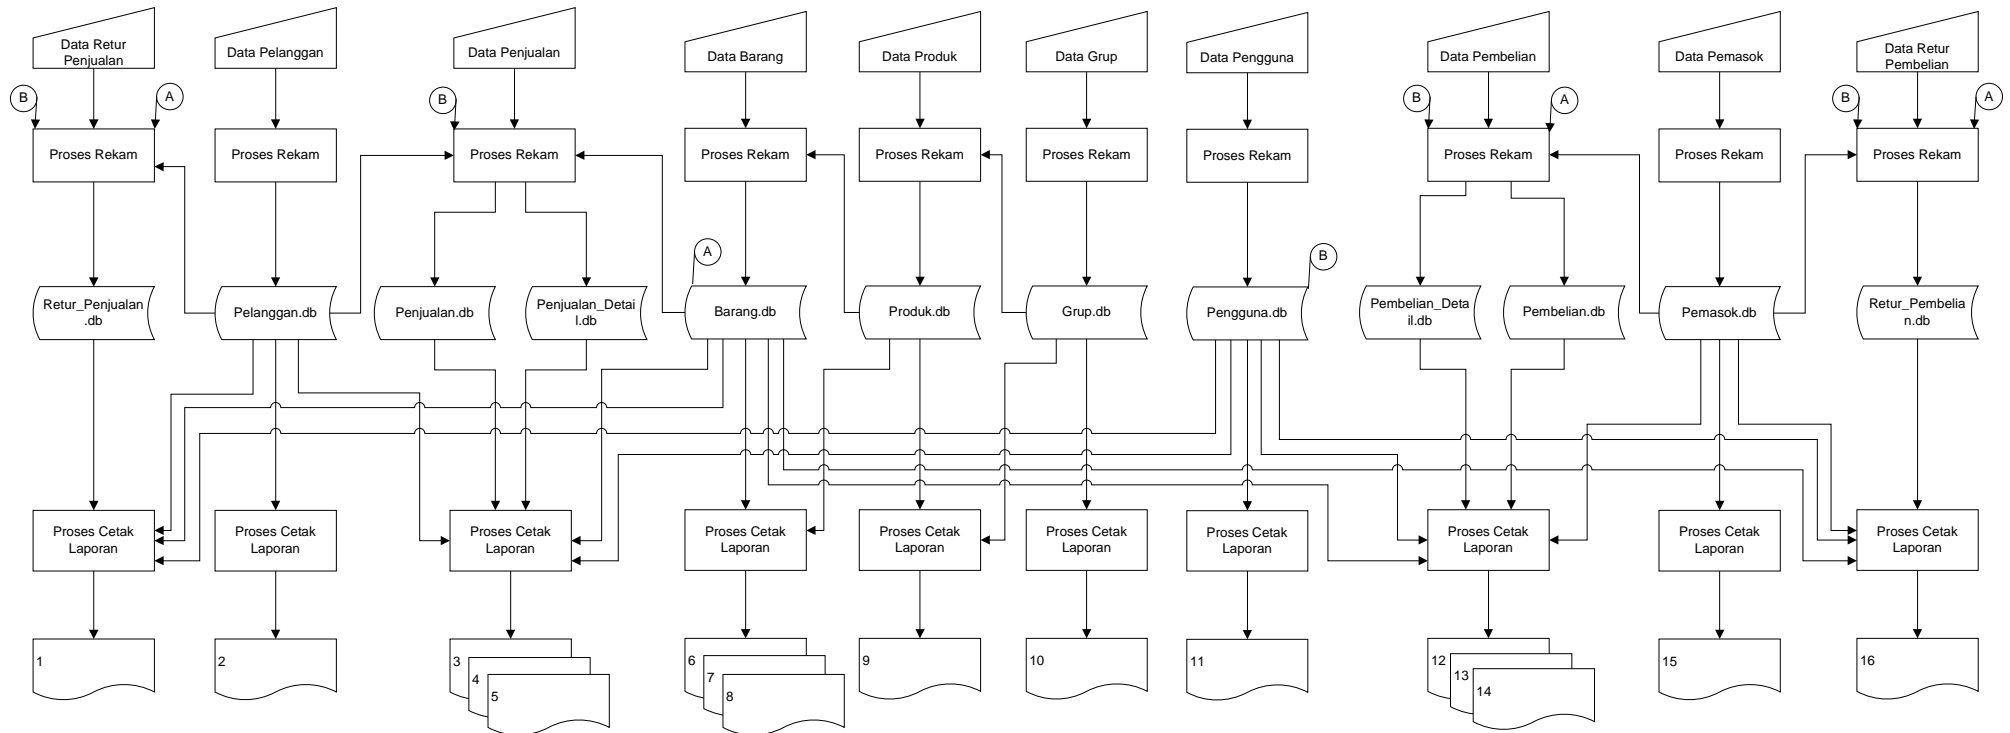 Data Retur
Penjualan
Data Pelanggan
Data Penjualan
Data Barang
Data Produk
Data Grup
Data Pengguna
Data Pembelian
Data Pemasok
Data Retur
Pembelian
B
A
B
B
A
B
A
Proses Rekam
Proses Rekam
Proses Rekam
Proses Rekam
Proses Rekam
Proses Rekam
Proses Rekam
Proses Rekam
Proses Rekam
Proses Rekam
A
B
Retur_Penjualan
.db
Pelanggan.db
Penjualan.db
Penjualan_Detai
l.db
Barang.db
Produk.db
Grup.db
Pengguna.db
Pembelian_Deta
il.db
Pembelian.db
Pemasok.db
Retur_Pembelia
n.db
Proses Cetak
Laporan
Proses Cetak
Laporan
Proses Cetak
Laporan
Proses Cetak
Laporan
Proses Cetak
Laporan
Proses Cetak
Laporan
Proses Cetak
Laporan
Proses Cetak
Laporan
Proses Cetak
Laporan
Proses Cetak
Laporan
1
2
3
4
5
6
7
8
9
10
11
12
13
14
15
16